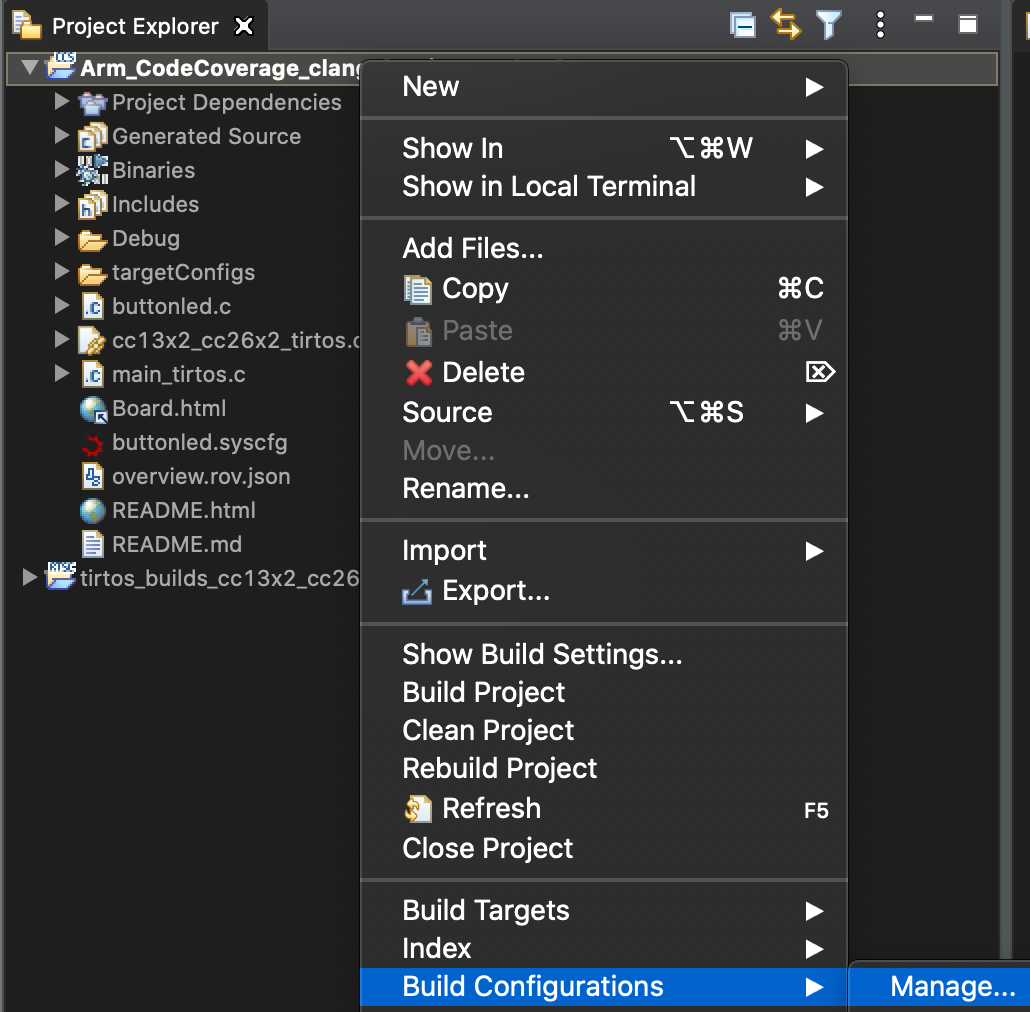 Project Explorer
Arm_CodeCoverage_clang
Project Dependencies
Generated Source
Binaries
Includes
Debug
targetConfigs
buttonled.c
cc13x2_cc26x2_tirtos.c
main_tirtos.c
Board.html
buttonled.syscfg
overview.rov.json
README.html
README.md
tirtos_builds_cc13x2_cc26
New
Show In ⌥⌘W
Show in Local Terminal
Add Files...
Copy ⌘C
Paste ⌘V
Delete ⌦
Source ⌥⌘S
Move...
Rename...
Import
Export...
Show Build Settings...
Build Project
Clean Project
Rebuild Project
Refresh F5
Close Project
Build Targets
Index
Build Configurations
Manage...